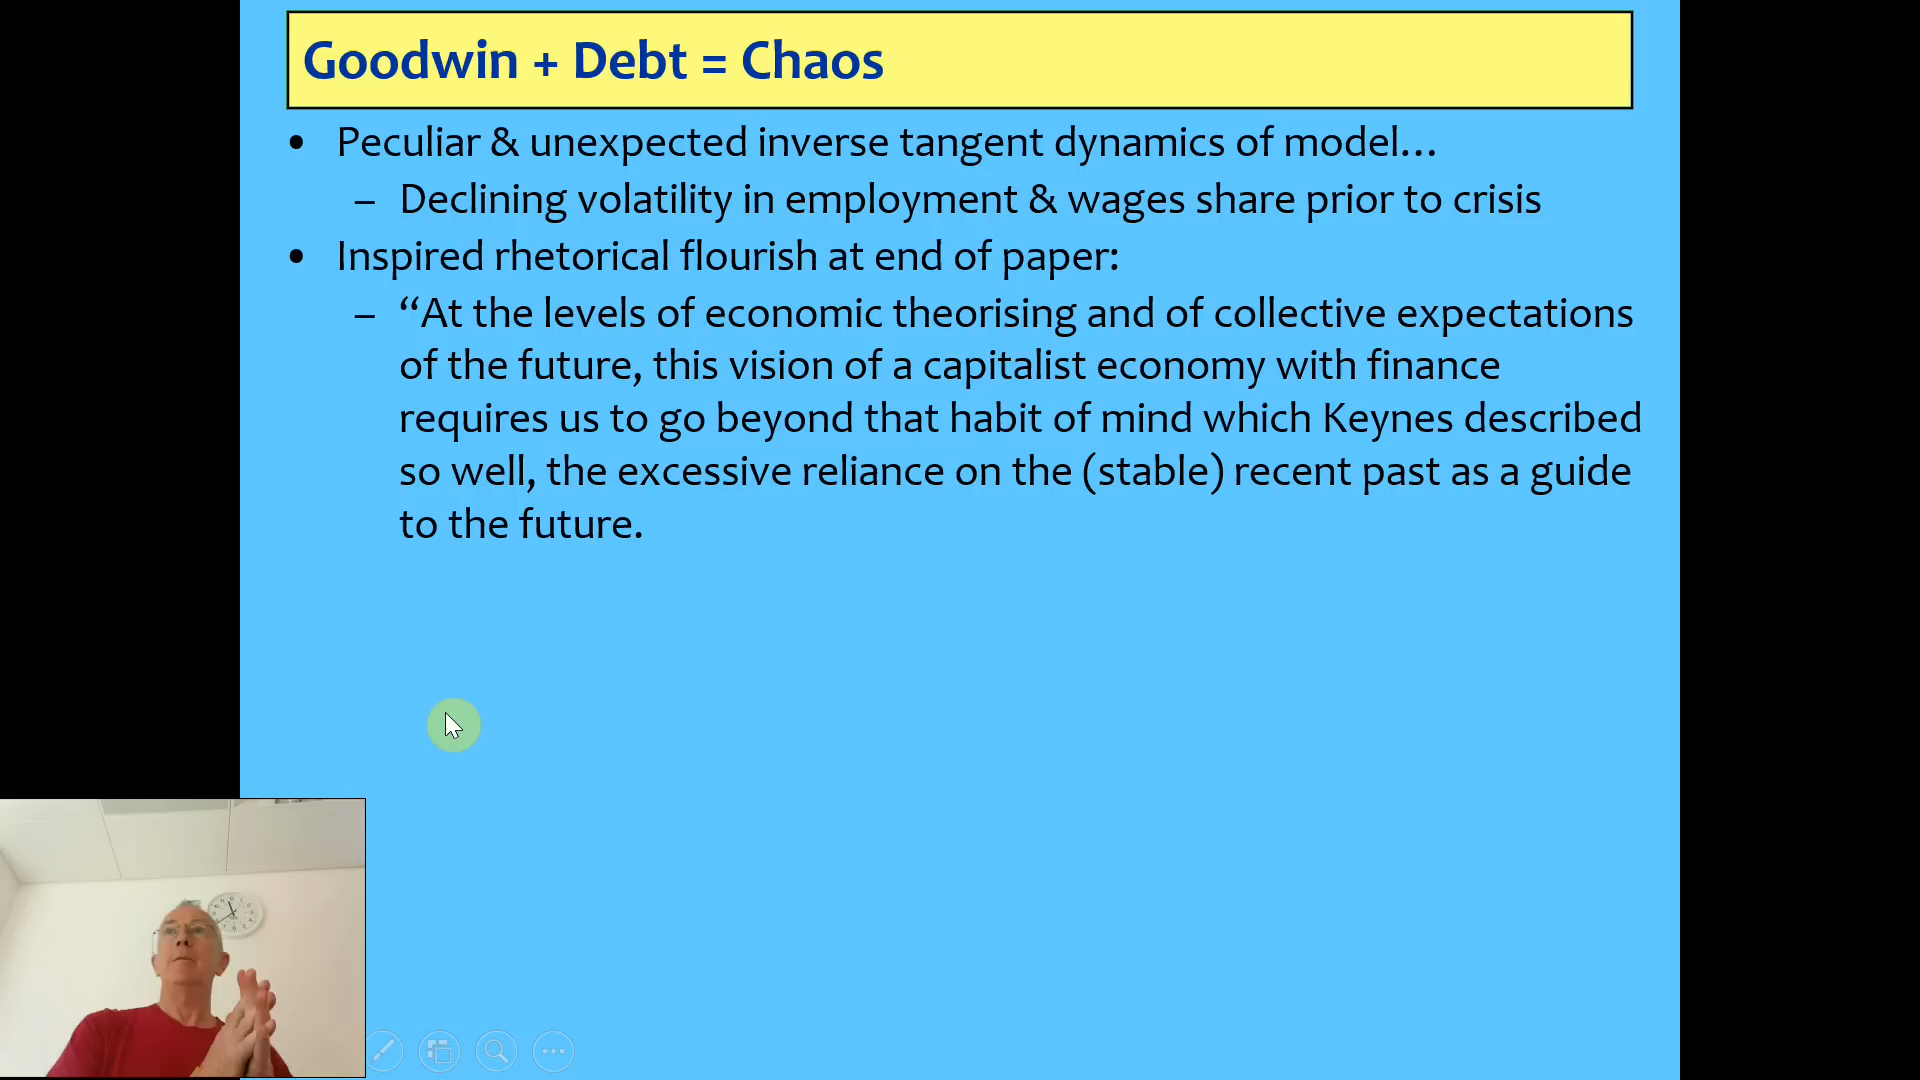 Goodwin + Debt = Chaos
• Peculiar & unexpected inverse tangent dynamics of model…
– Declining volatility in employment & wages share prior to crisis
• Inspired rhetorical flourish at end of paper:
– “At the levels of economic theorising and of collective expectations
of the future, this vision of a capitalist economy with finance
requires us to go beyond that habit of mind which Keynes described
so well, the excessive reliance on the (stable) recent past as a guide
to the future.